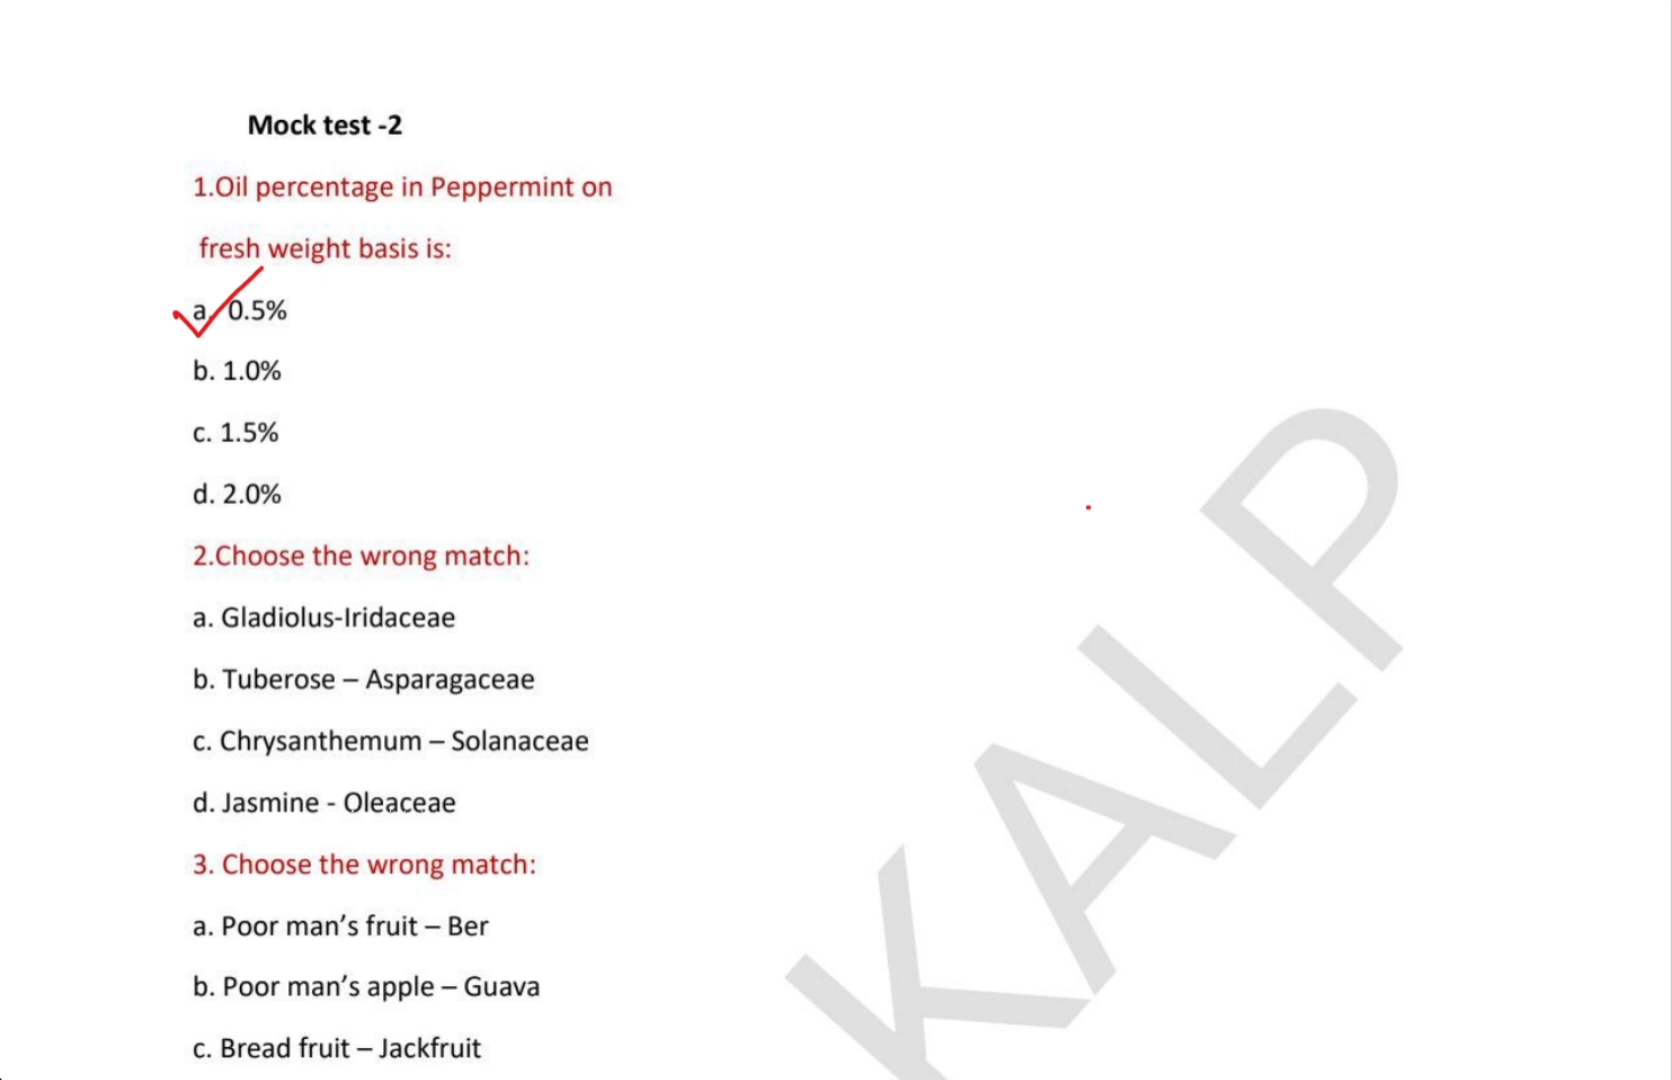 Mock test -2
1.Oil percentage in Peppermint on
fresh weight basis is:
a. 0.5%
b. 1.0%
c. 1.5%
d. 2.0%
2.Choose the wrong match:
a. Gladiolus-Iridaceae
b. Tuberose – Asparagaceae
c. Chrysanthemum – Solanaceae
d. Jasmine - Oleaceae
3. Choose the wrong match:
a. Poor man’s fruit – Ber
b. Poor man’s apple – Guava
c. Bread fruit – Jackfruit
KALP